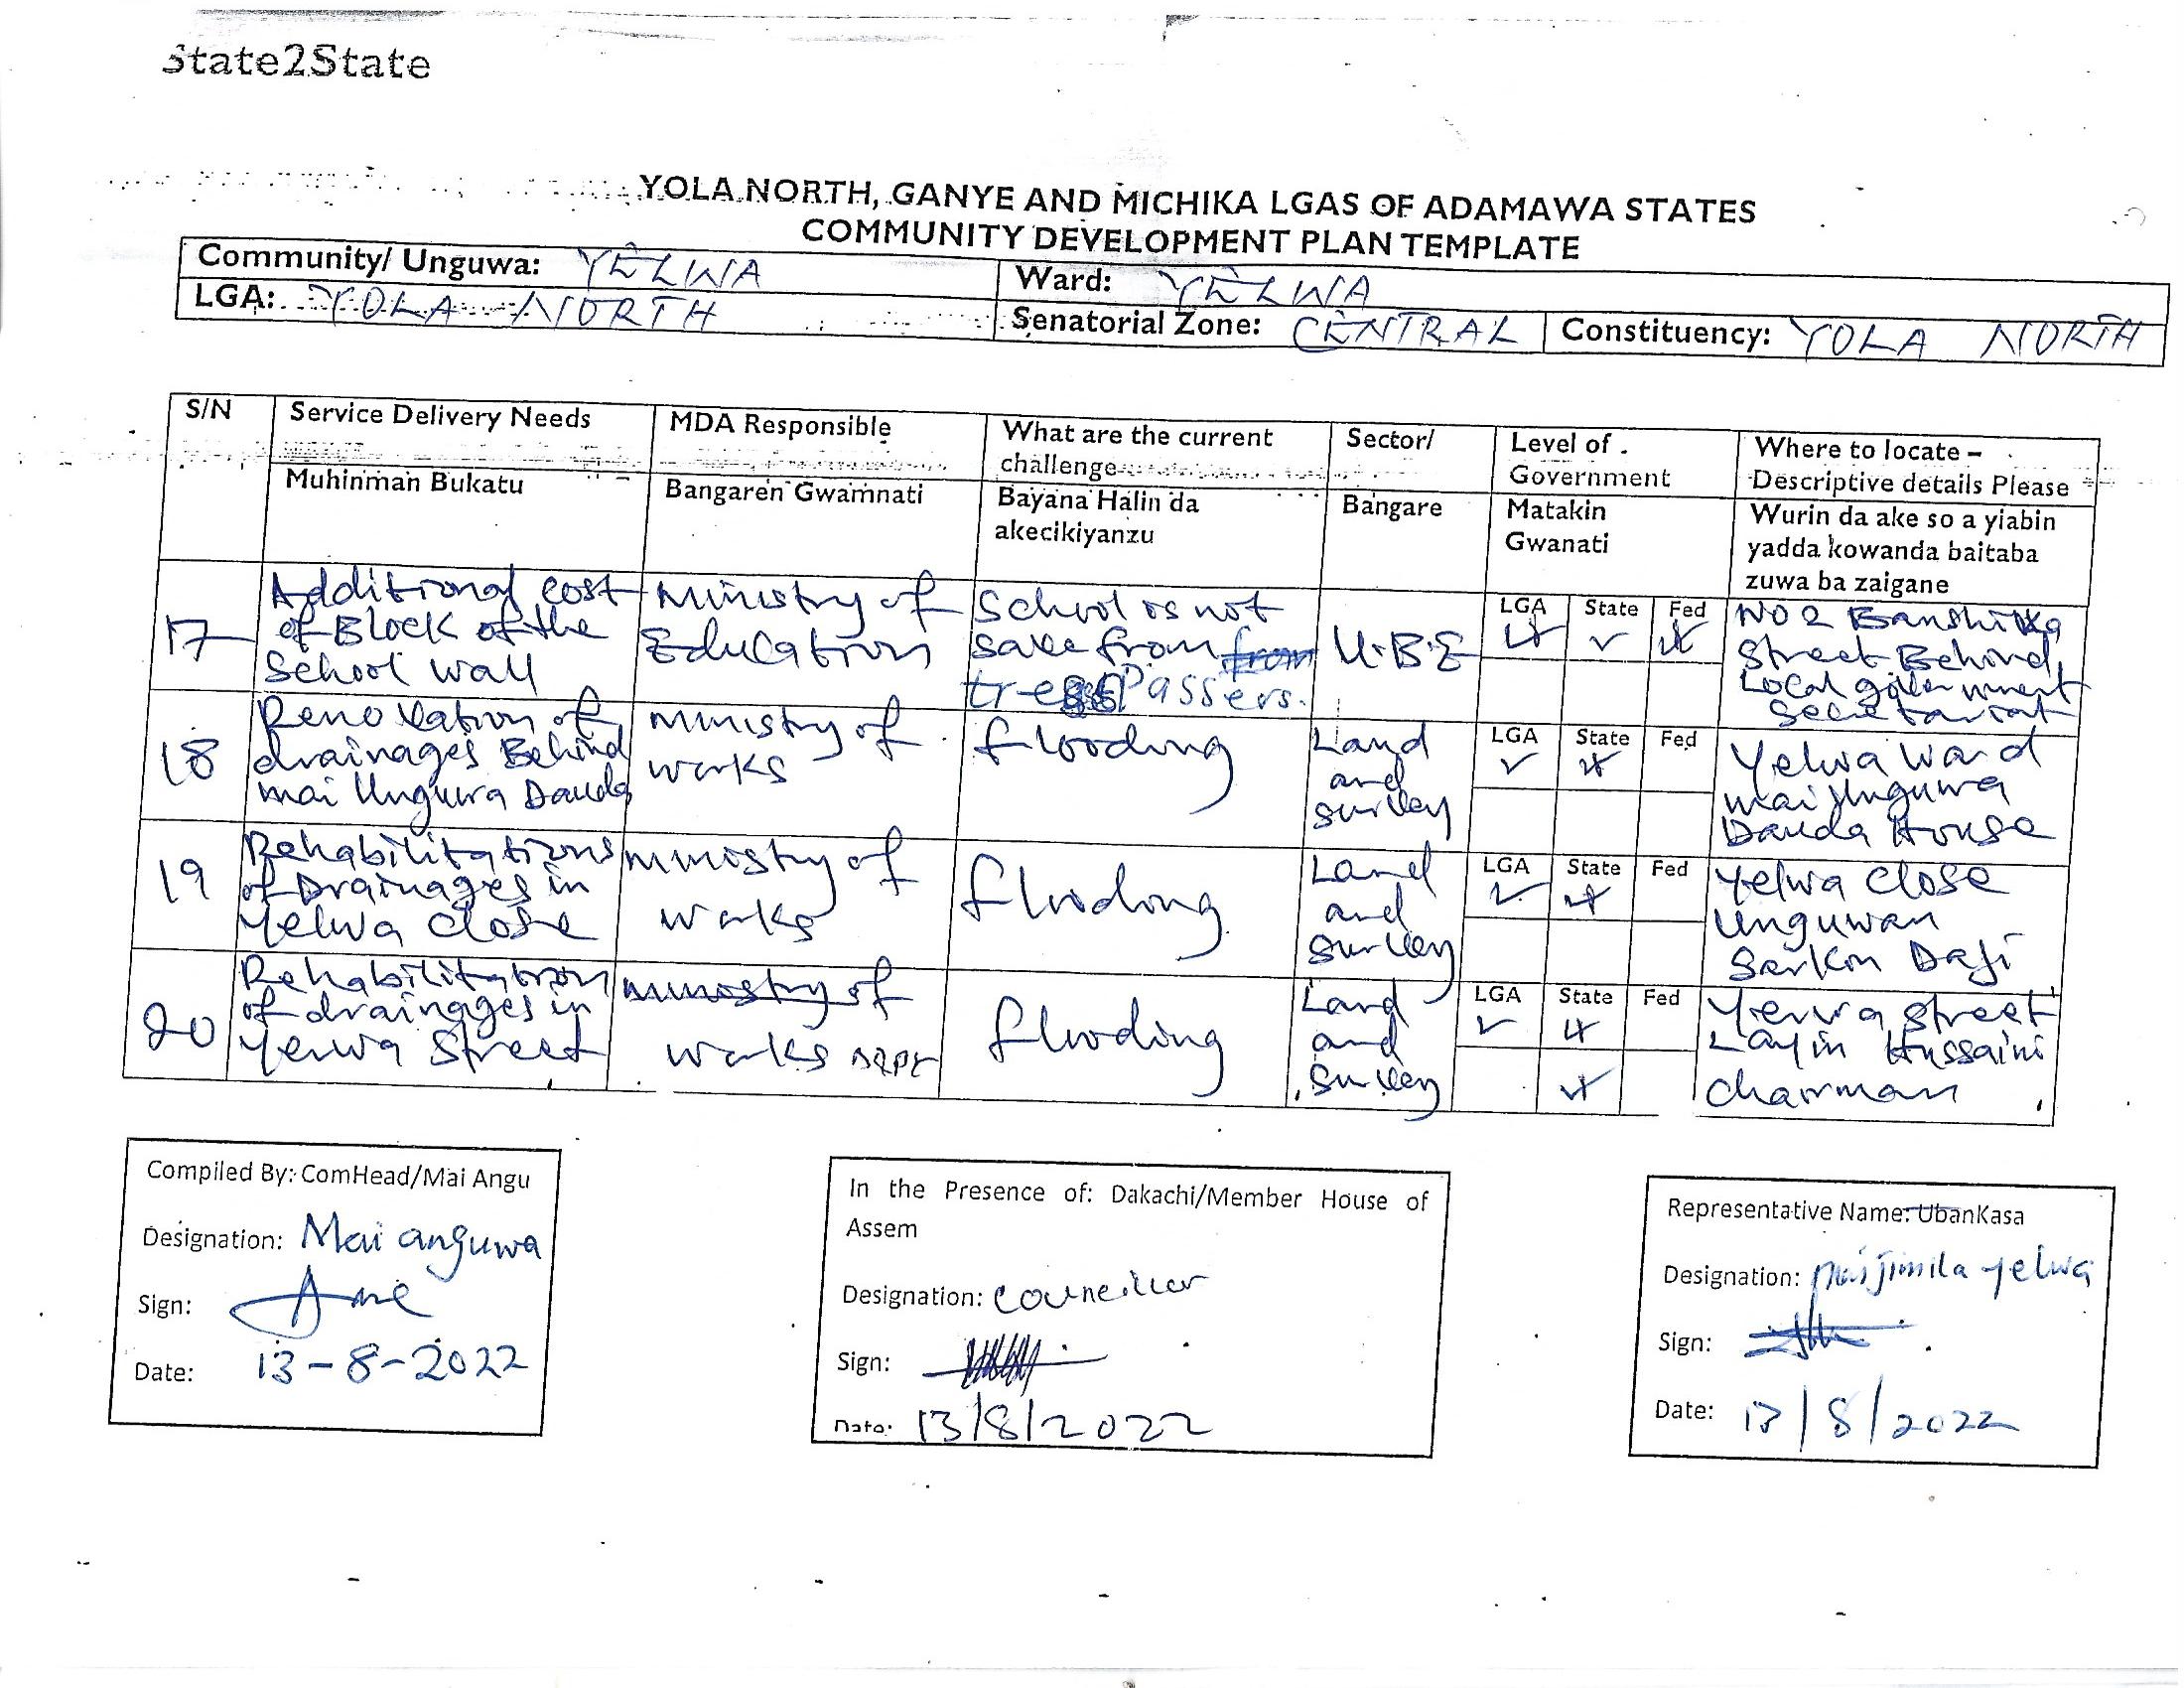 State2State
YOLA NORTH, GANYE AND MICHIKA LGAS OF ADAMAWA STATES
COMMUNITY DEVELOPMENT PLAN TEMPLATE
Community/ Unguwa: YELWA
Ward: YELWA
LGA: YOLA NORTH
Senatorial Zone: CENTRAL
Constituency: YOLA NORTH
S/N
Service Delivery Needs
MDA Responsible
What are the current
challenge
Sector/
Level of
Government
Where to locate –
Descriptive details Please
Muhinman Bukatu
Bangaren Gwamnati
Bayana Halin da
akecikiyanzu
Bangare
Matakin
Gwanati
Wurin da ake so a yiabin
yadda kowanda baitaba
zuwa ba zaigane
17
Additional cost
of Block of the
School wall
Ministry of
Education
School is not
save from from
tresspassers.
U.B.E
LGA State Fed
NO 2
Street Behind
Local government
Secretariat
18
Renovation of
drainages Behind
mai Unguwa Dauda
ministry of
works
flooding
Land
and
survey
LGA State Fed
Yelwa Ward
mai Unguwa
Dauda House
19
Rehabilitations
of Drainages in
Yelwa close
ministry of
works
flooding
Land
and
survey
LGA State Fed
Yelwa close
Unguwan
Sarkin Daji
20
Rehabilitation
of drainages in
Yerwa Street
ministry of
works
flooding
Land
and
survey
LGA State Fed
Yerwa street
Layin Hussaini
chairman
Compiled By: ComHead/Mai Angu
Designation: Mai anguwa
Sign:
Date: 13-8-2022
In the Presence of: Dakachi/Member House of
Assem
Designation: councillor
Sign:
Date: 13/8/2022
Representative Name: UbanKasa
Designation: maijimila yelwa
Sign:
Date: 13/8/2022